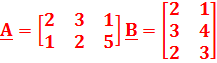 A = [2 3 1; 1 2 5] B = [2 1; 3 4; 2 3]